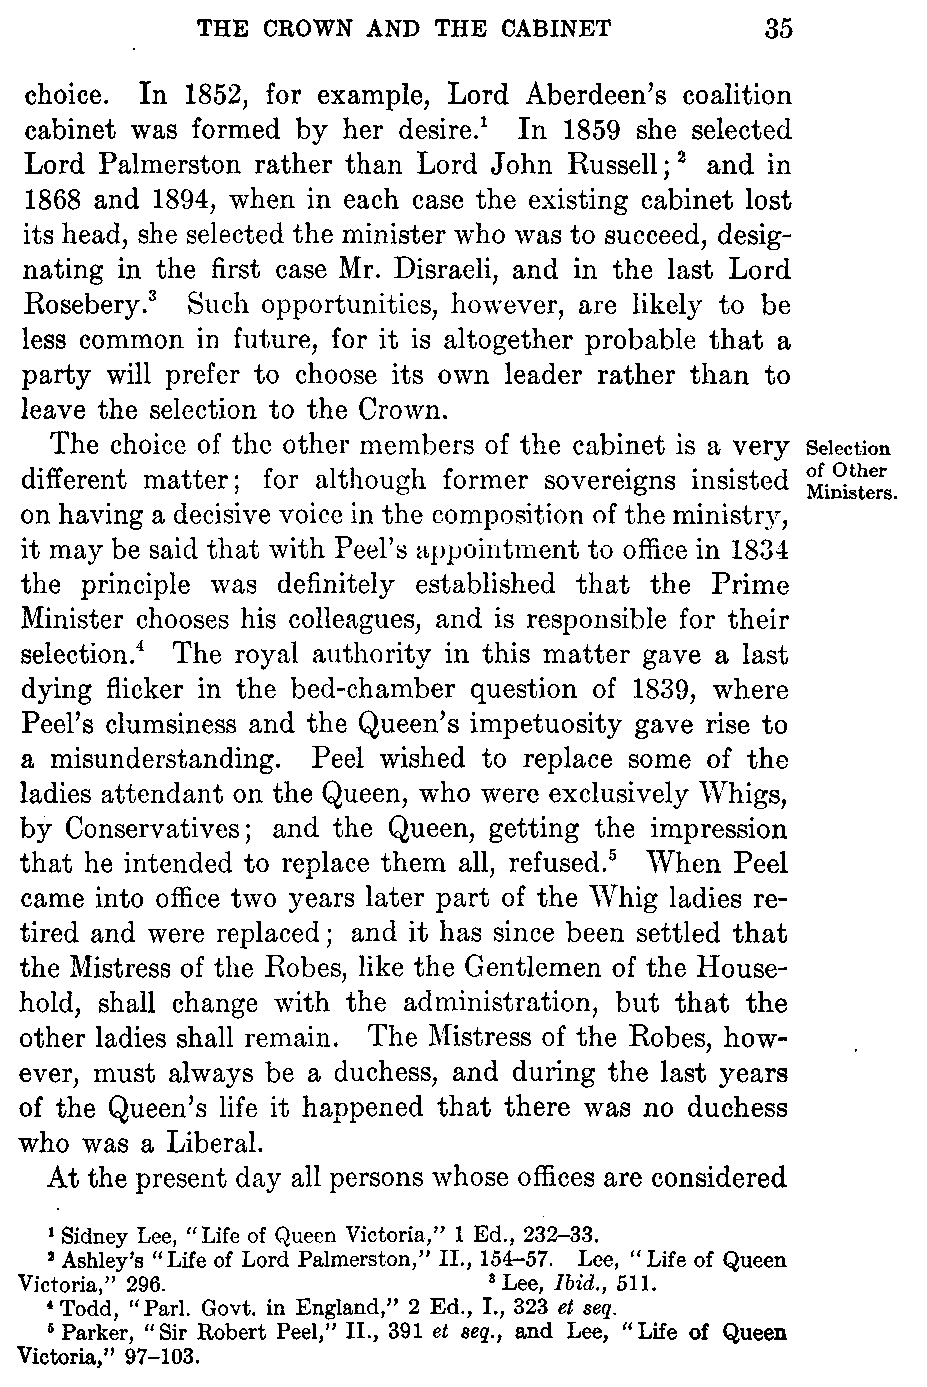 THE CROWN AND THE CABINET 35
choice. In 1852, for example, Lord Aberdeen's coalition
cabinet was formed by her desire.¹ In 1859 she selected
Lord Palmerston rather than Lord John Russell;² and in
1868 and 1894, when in each case the existing cabinet lost
its head, she selected the minister who was to succeed, desig-
nating in the first case Mr. Disraeli, and in the last Lord
Rosebery.³ Such opportunities, however, are likely to be
less common in future, for it is altogether probable that a
party will prefer to choose its own leader rather than to
leave the selection to the Crown.
The choice of the other members of the cabinet is a very
different matter; for although former sovereigns insisted
on having a decisive voice in the composition of the ministry,
it may be said that with Peel's appointment to office in 1834
the principle was definitely established that the Prime
Minister chooses his colleagues, and is responsible for their
selection.⁴ The royal authority in this matter gave a last
dying flicker in the bed-chamber question of 1839, where
Peel's clumsiness and the Queen's impetuosity gave rise to
a misunderstanding. Peel wished to replace some of the
ladies attendant on the Queen, who were exclusively Whigs,
by Conservatives; and the Queen, getting the impression
that he intended to replace them all, refused.⁵ When Peel
came into office two years later part of the Whig ladies re-
tired and were replaced; and it has since been settled that
the Mistress of the Robes, like the Gentlemen of the House-
hold, shall change with the administration, but that the
other ladies shall remain. The Mistress of the Robes, how-
ever, must always be a duchess, and during the last years
of the Queen's life it happened that there was no duchess
who was a Liberal.
At the present day all persons whose offices are considered
Selection
of Other
Ministers.
¹ Sidney Lee, "Life of Queen Victoria," 1 Ed., 232–33.
² Ashley's "Life of Lord Palmerston," II., 154–57. Lee, "Life of Queen
Victoria," 296. ³ Lee, Ibid., 511.
⁴ Todd, "Parl. Govt. in England," 2 Ed., I., 323 et seq.
⁵ Parker, "Sir Robert Peel," II., 391 et seq., and Lee, "Life of Queen
Victoria," 97–103.